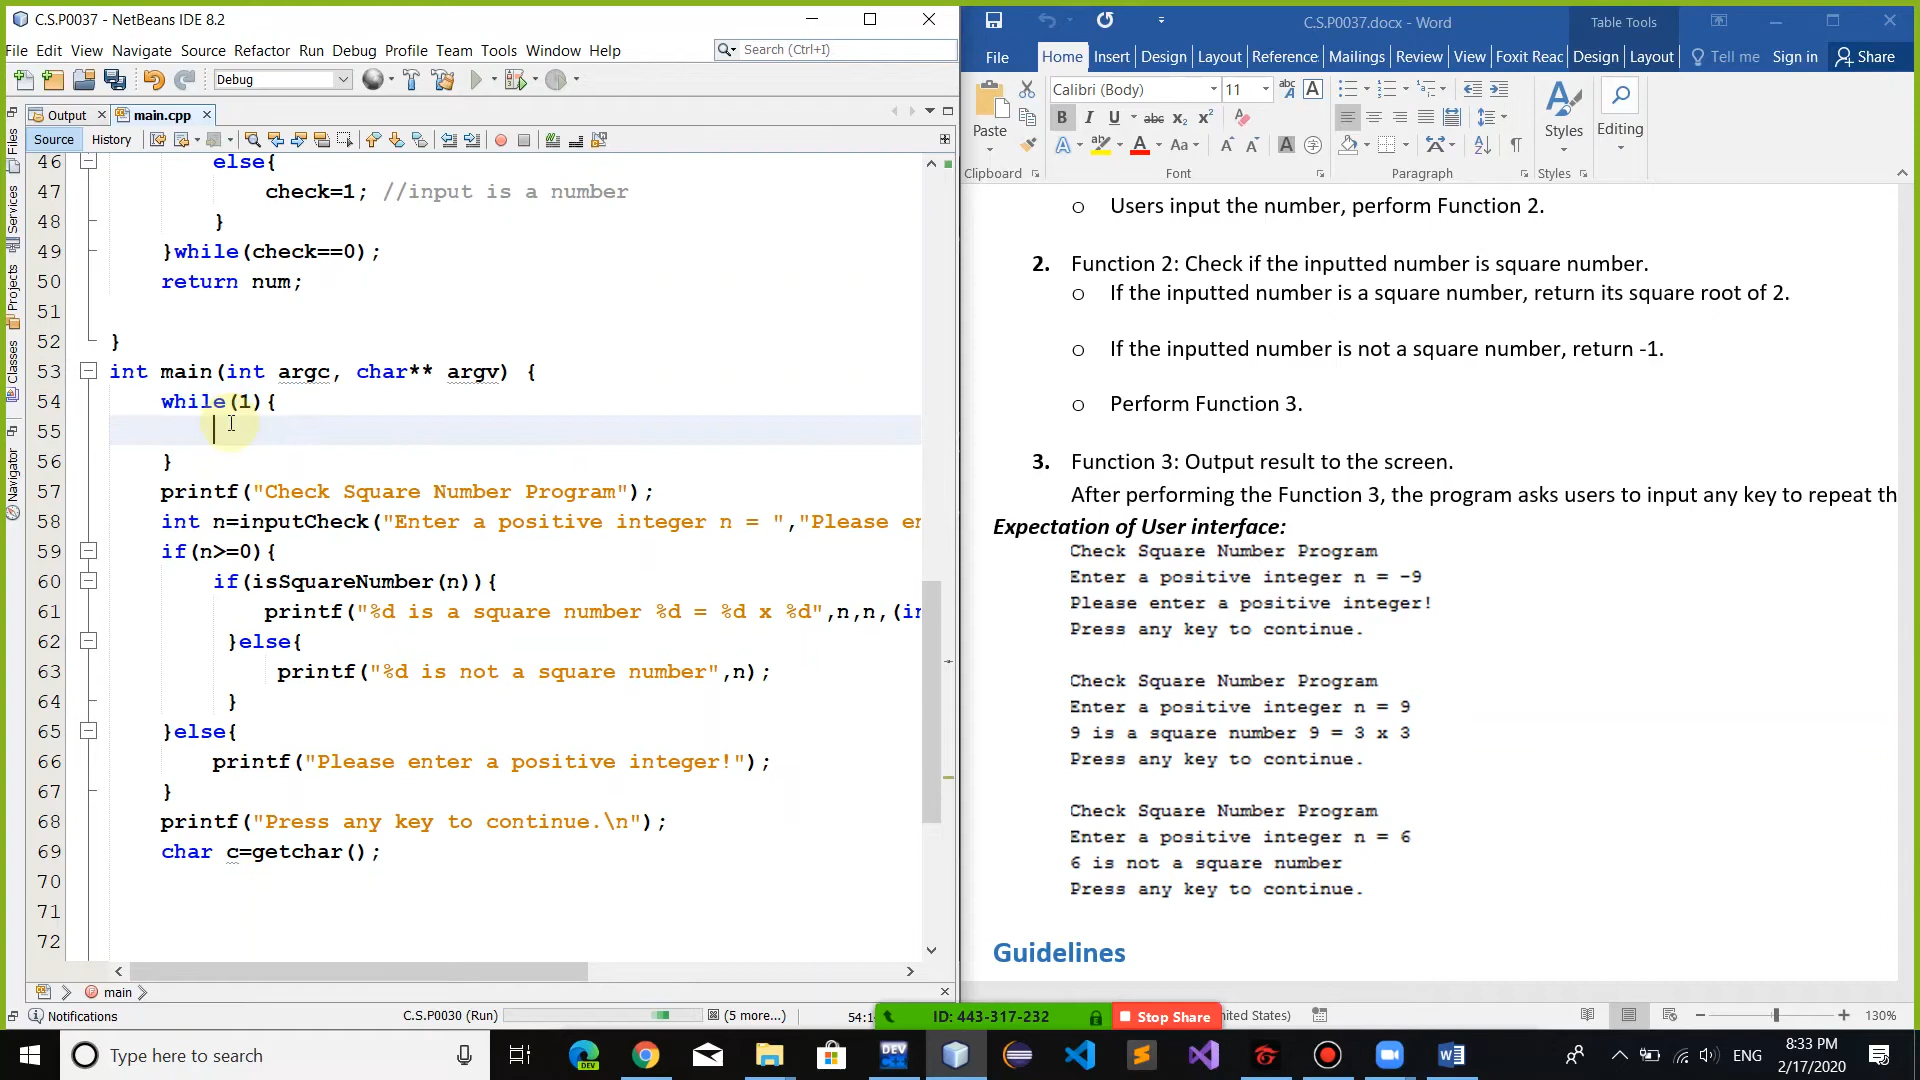 C.S.P0037 - NetBeans IDE 8.2
File Edit View Navigate Source Refactor Run Debug Profile Team Tools Window Help
Search (Ctrl+I)
Debug
Output
main.cpp
Source
History
Files
Services
Projects
Classes
Navigator
46 else{
47 check=1; //input is a number
48 }
49 }while(check==0);
50 return num;
51
52 }
53 int main(int argc, char** argv) {
54 while(1){
55
56 }
57 printf("Check Square Number Program");
58 int n=inputCheck("Enter a positive integer n = ","Please en
59 if(n>=0){
60 if(isSquareNumber(n)){
61 printf("%d is a square number %d = %d x %d",n,n,(in
62 }else{
63 printf("%d is not a square number",n);
64 }
65 }else{
66 printf("Please enter a positive integer!");
67 }
68 printf("Press any key to continue.\n");
69 char c=getchar();
70
71
72
main
Notifications
C.S.P0030 (Run)
(5 more...)
C.S.P0037.docx - Word
Table Tools
File Home Insert Design Layout Reference Mailings Review View Foxit Reac Design Layout Tell me Sign in Share
Paste
Calibri (Body)
11
Styles
Editing
Clipboard
Font
Paragraph
Styles
o Users input the number, perform Function 2.
2. Function 2: Check if the inputted number is square number.
o If the inputted number is a square number, return its square root of 2.
o If the inputted number is not a square number, return -1.
o Perform Function 3.
3. Function 3: Output result to the screen.
After performing the Function 3, the program asks users to input any key to repeat th
Expectation of User interface:
Check Square Number Program
Enter a positive integer n = -9
Please enter a positive integer!
Press any key to continue.
Check Square Number Program
Enter a positive integer n = 9
9 is a square number 9 = 3 x 3
Press any key to continue.
Check Square Number Program
Enter a positive integer n = 6
6 is not a square number
Press any key to continue.
Guidelines
ID: 443-317-232
Stop Share
130%
Type here to search
ENG
8:33 PM
2/17/2020